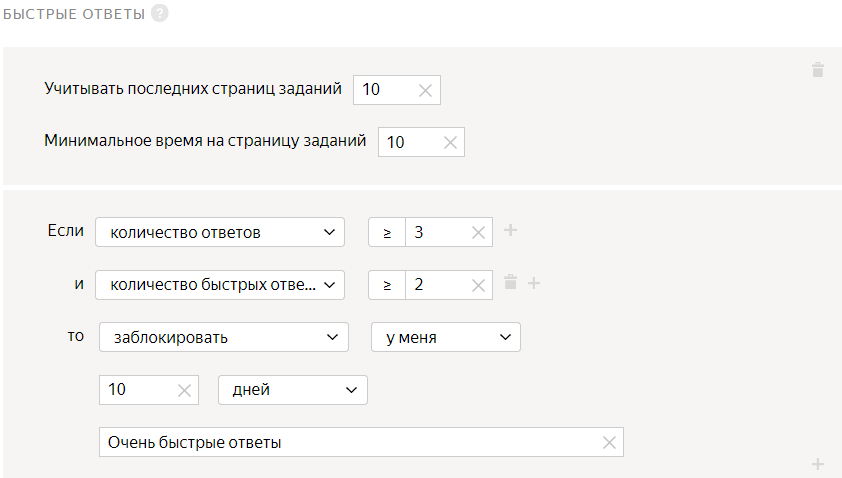 БЫСТРЫЕ ОТВЕТЫ ?
Учитывать последних страниц заданий 10
Минимальное время на страницу заданий 10
Если количество ответов ≥ 3
и количество быстрых отве... ≥ 2
то заблокировать у меня
10 дней
Очень быстрые ответы